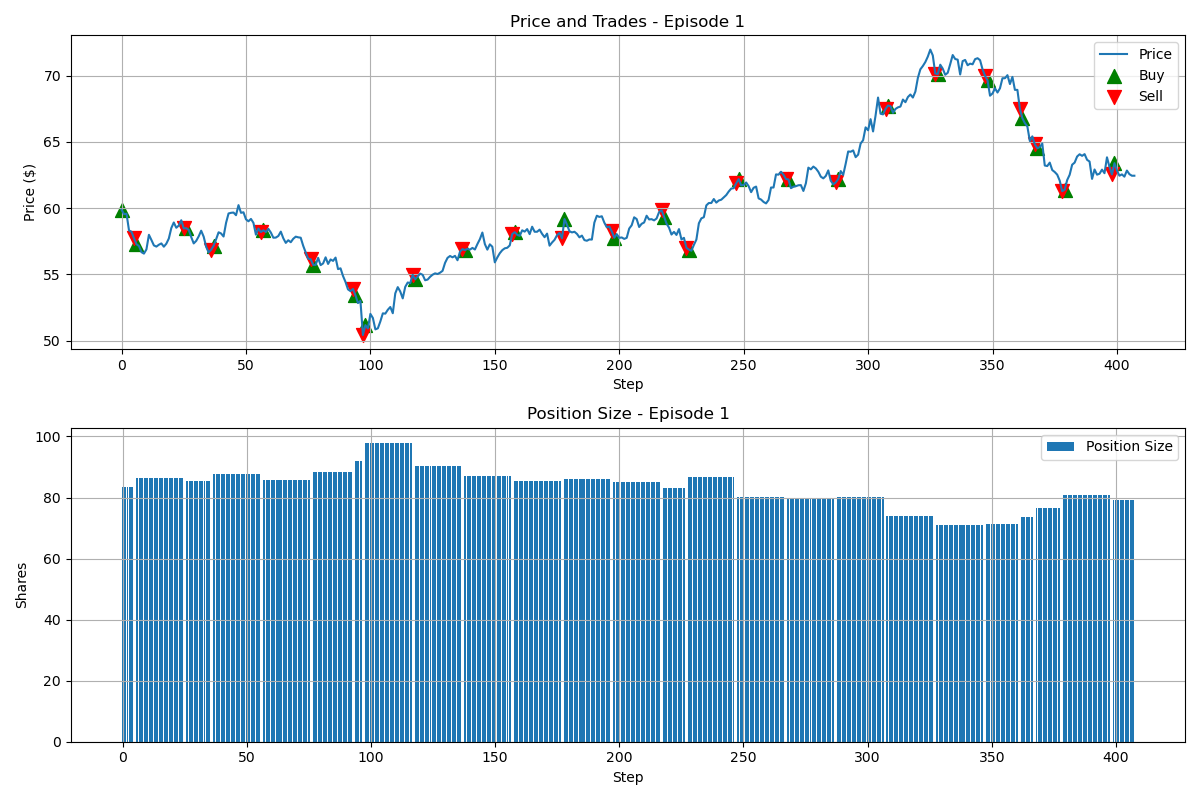 Price and Trades - Episode 1
Price ($)
70
65
60
55
50
Price
Buy
Sell
0 50 100 150 200 250 300 350 400
Step
Position Size - Episode 1
Shares
100
80
60
40
20
0
Position Size
0 50 100 150 200 250 300 350 400
Step